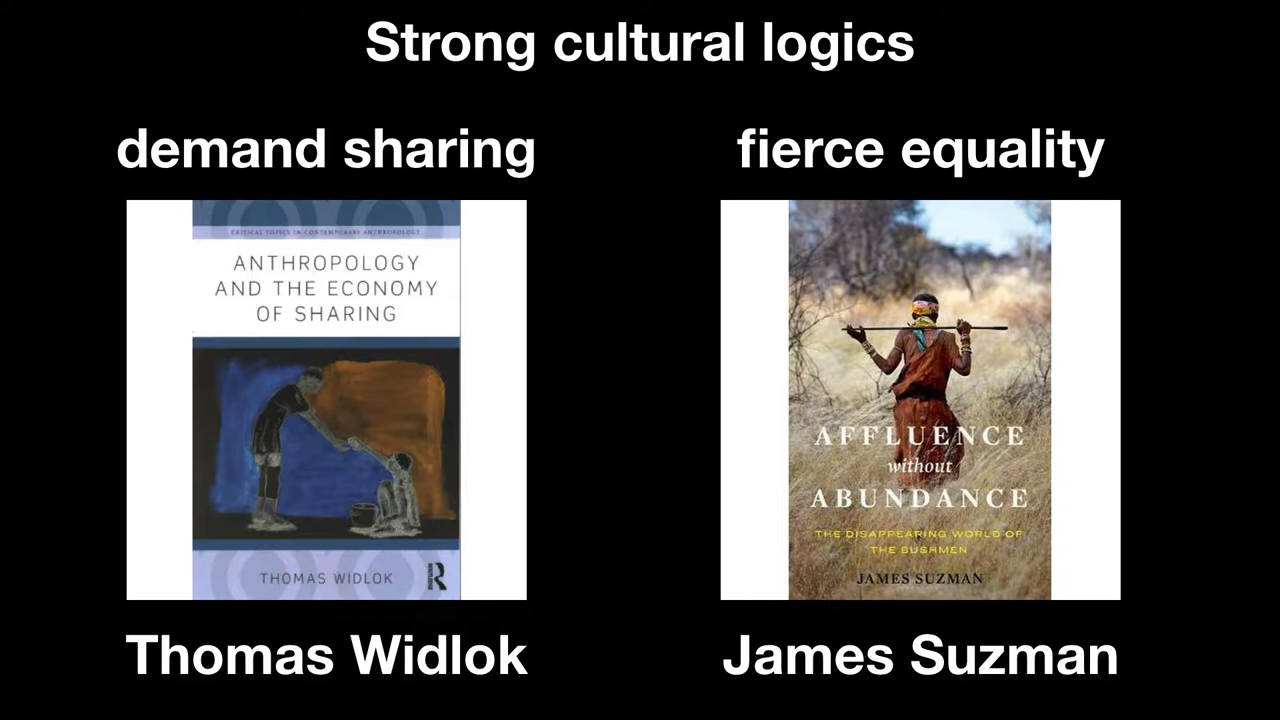 Strong cultural logics
demand sharing
fierce equality
CRITICAL TOPICS IN CONTEMPORARY ANTHROPOLOGY
ANTHROPOLOGY
AND THE ECONOMY
OF SHARING
THOMAS WIDLOK
ROUTLEDGE
AFFLUENCE
without
ABUNDANCE
THE DISAPPEARING WORLD OF
THE BUSHMEN
JAMES SUZMAN
Thomas Widlok
James Suzman